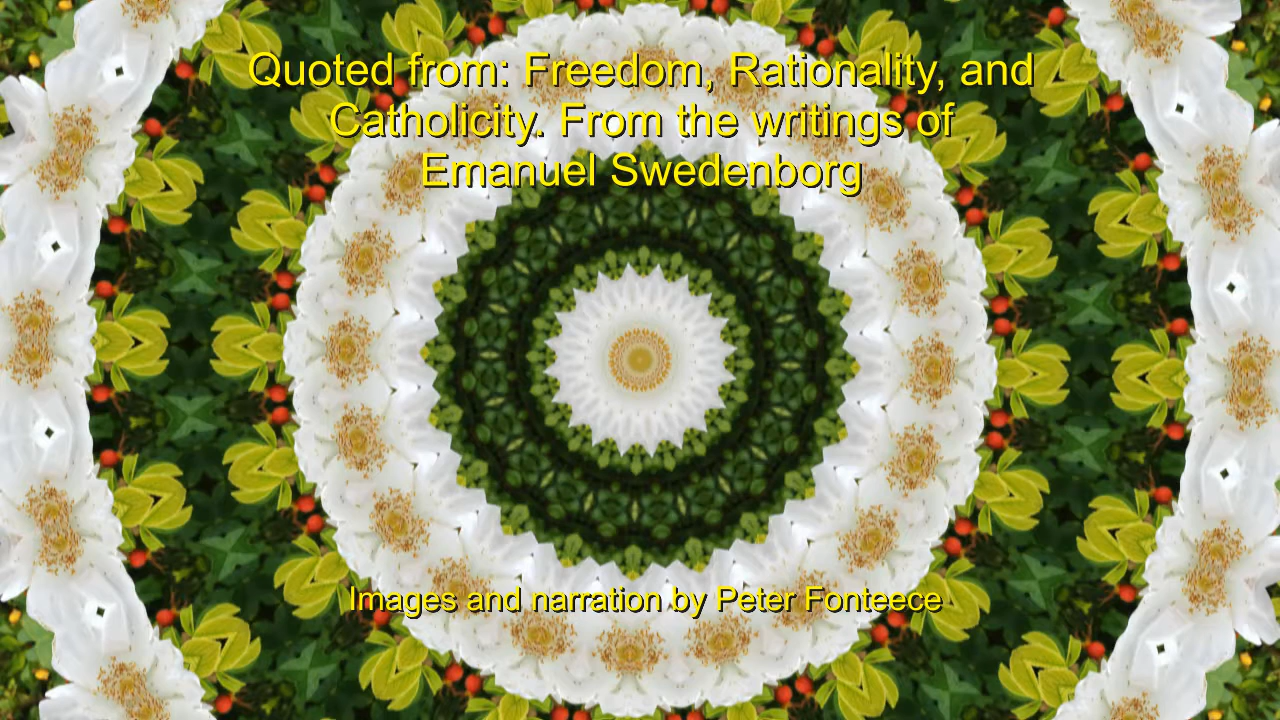 Quoted from: Freedom, Rationality, and
Catholicity. From the writings of
Emanuel Swedenborg
Images and narration by Peter Fonteece